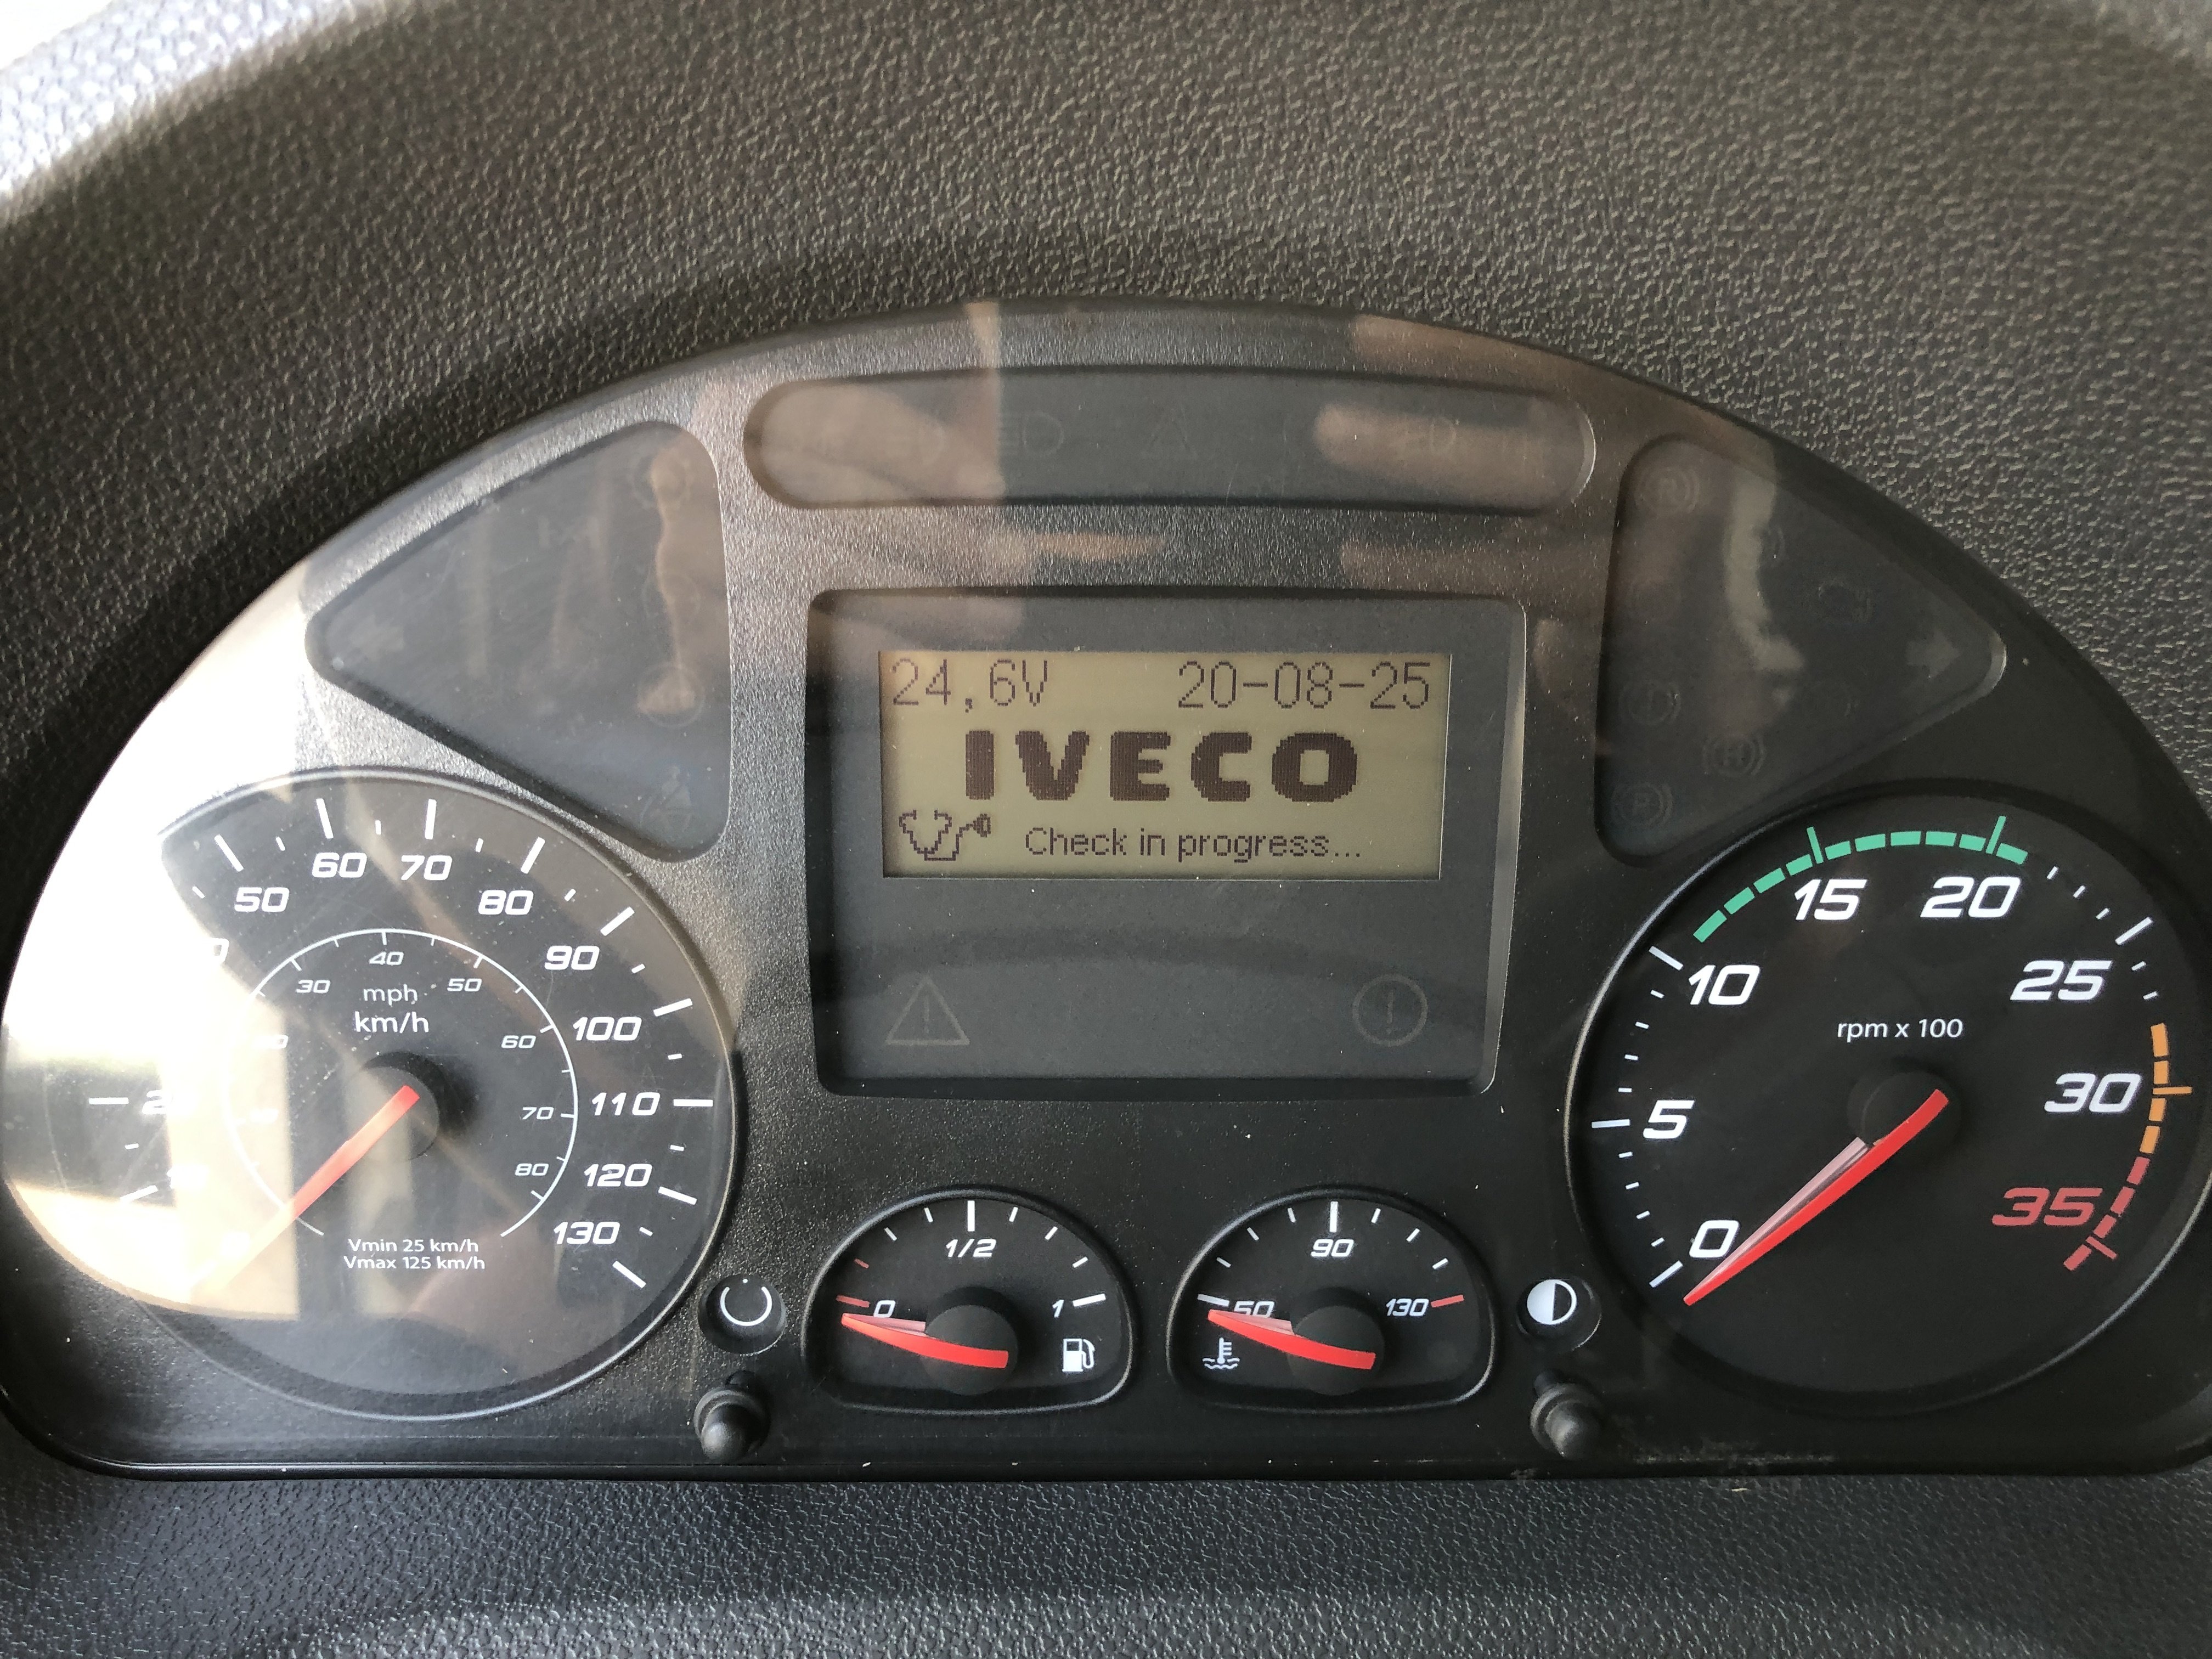 24,6V 20-08-25
IVECO
Check in progress...
50 60 70 80 90 100 110 120 130
30 40 50 60 70 80
mph
km/h
Vmin 25 km/h
Vmax 125 km/h
0 1/2 1
50 90 130
0 5 10 15 20 25 30 35
rpm x 100